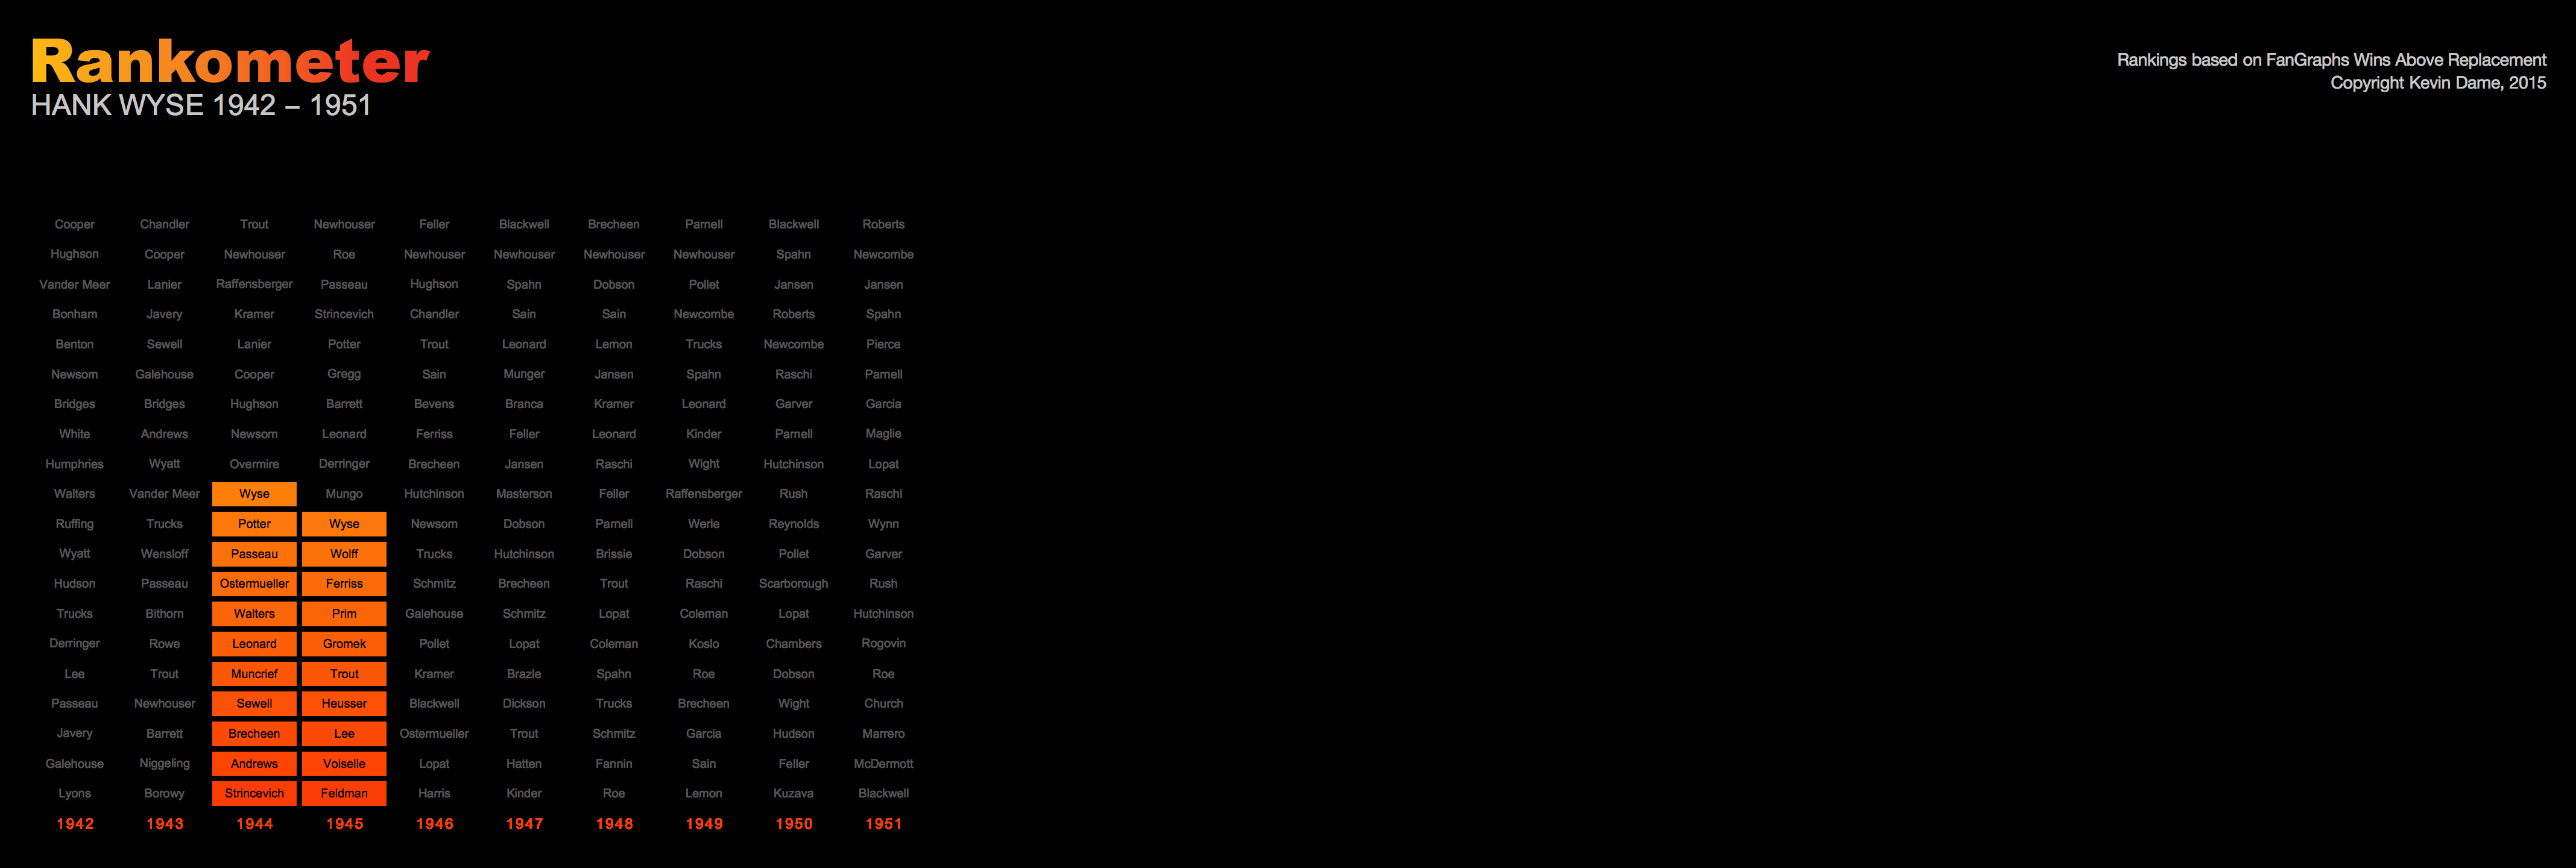 Rankometer
HANK WYSE 1942 – 1951
Rankings based on FanGraphs Wins Above Replacement
Copyright Kevin Dame, 2015
Cooper Chandler Trout Newhouser Feller Blackwell Brecheen Parnell Blackwell Roberts
Hughson Cooper Newhouser Roe Newhouser Newhouser Newhouser Newhouser Spahn Newcombe
Vander Meer Lanier Raffensberger Passeau Hughson Spahn Dobson Pollet Jansen Jansen
Bonham Javery Kramer Strincevich Chandler Sain Sain Newcombe Roberts Spahn
Benton Sewell Lanier Potter Trout Leonard Lemon Trucks Newcombe Pierce
Newsom Galehouse Cooper Gregg Sain Munger Jansen Spahn Raschi Parnell
Bridges Bridges Hughson Barrett Bevens Branca Kramer Leonard Garver Garcia
White Andrews Newsom Leonard Ferriss Feller Leonard Kinder Parnell Maglie
Humphries Wyatt Overmire Derringer Brecheen Jansen Raschi Wight Hutchinson Lopat
Walters Vander Meer Wyse Mungo Hutchinson Masterson Feller Raffensberger Rush Raschi
Ruffing Trucks Potter Wyse Newsom Dobson Parnell Werle Reynolds Wynn
Wyatt Wensloff Passeau Wolff Trucks Hutchinson Brissie Dobson Pollet Garver
Hudson Passeau Ostermueller Ferriss Schmitz Brecheen Trout Raschi Scarborough Rush
Trucks Bithorn Walters Prim Galehouse Schmitz Lopat Coleman Lopat Hutchinson
Derringer Rowe Leonard Gromek Pollet Lopat Coleman Koslo Chambers Rogovin
Lee Trout Muncrief Trout Kramer Brazle Spahn Roe Dobson Roe
Passeau Newhouser Sewell Heusser Blackwell Dickson Trucks Brecheen Wight Church
Javery Barrett Brecheen Lee Ostermueller Trout Schmitz Garcia Hudson Marrero
Galehouse Niggeling Andrews Voiselle Lopat Hatten Fannin Sain Feller McDermott
Lyons Borowy Strincevich Feldman Harris Kinder Roe Lemon Kuzava Blackwell
1942 1943 1944 1945 1946 1947 1948 1949 1950 1951